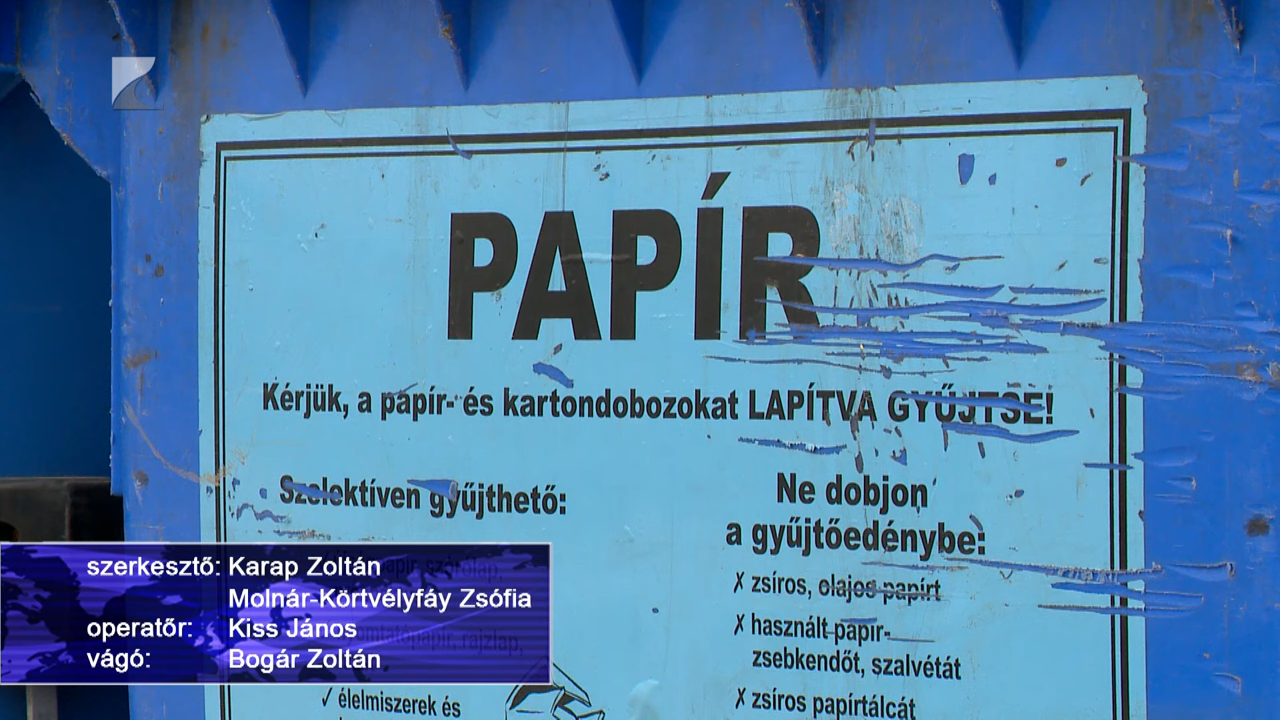 PAPÍR
Kérjük, a papír- és kartondobozokat LAPÍTVA GYŰJTSE!
Szelektíven gyűjthető:
✓ élelmiszerek és
Ne dobjon
a gyűjtőedénybe:
✗ zsíros, olajos papírt
✗ használt papír-
zsebkendőt, szalvétát
✗ zsíros papírtálcát
szerkesztő: Karap Zoltán
Molnár-Körtvélyfáy Zsófia
operatőr: Kiss János
vágó: Bogár Zoltán